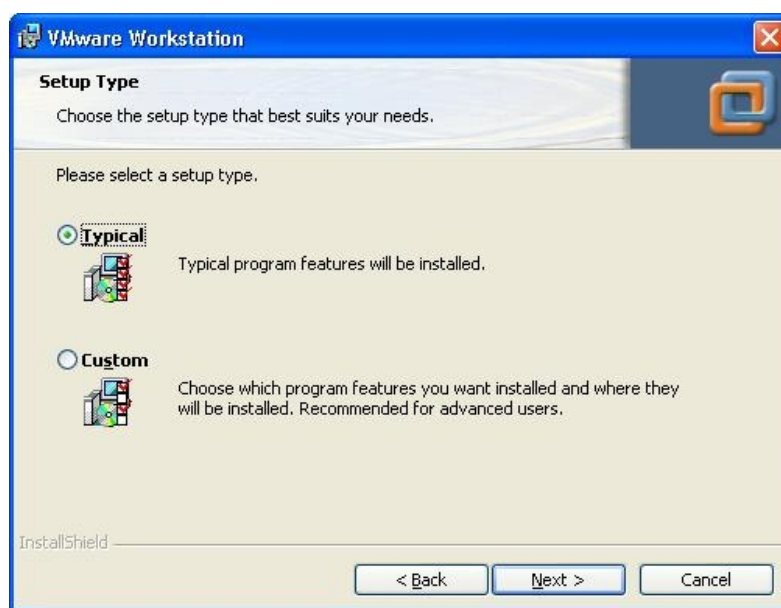 VMware Workstation
Setup Type
Choose the setup type that best suits your needs.
Please select a setup type.
Typical
Typical program features will be installed.
Custom
Choose which program features you want installed and where they
will be installed. Recommended for advanced users.
InstallShield
< Back
Next >
Cancel